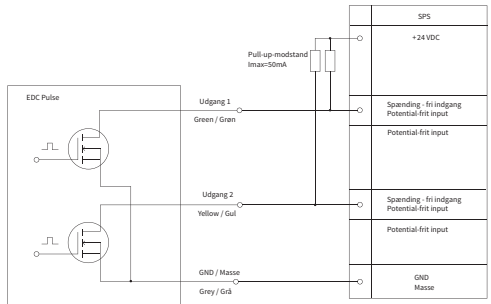 SPS
+24 VDC
Pull-up-modstand
Imax=50mA
EDC Pulse
Udgang 1
Green / Grøn
Spænding - fri indgang
Potential-frit input
Potential-frit input
Udgang 2
Yellow / Gul
Spænding - fri indgang
Potential-frit input
Potential-frit input
GND / Masse
Grey / Grå
GND
Masse